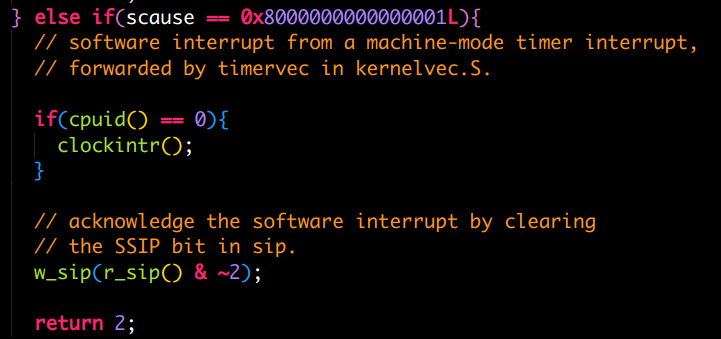 } else if(scause == 0x8000000000000001L){
// software interrupt from a machine-mode timer interrupt,
// forwarded by timervec in kernelvec.S.
if(cpuid() == 0){
clockintr();
}
// acknowledge the software interrupt by clearing
// the SSIP bit in sip.
w_sip(r_sip() & ~2);
return 2;